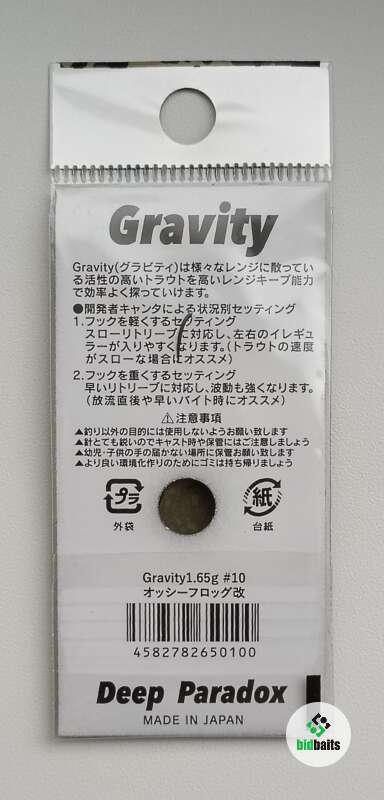 Gravity
Gravity(グラビティ)は様々なレンジに散ってい
る活性の高いトラウトを高いレンジキープ能力
で効率よく探っていけます。
●開発者キャンタによる状況別セッティング
1.フックを軽くするセッティング
スローリトリーブに対応し、左右のイレギュ
ラーが入りやすくなります。(トラウトの速度
がスローな場合にオススメ)
2.フックを重くするセッティング
早いリトリーブに対応し、波動も強くなります。
(放流直後や早いバイト時にオススメ)
⚠注意事項
▲釣り以外の目的には使用しないようお願い致します
▲針とても鋭いのでキャスト時や保管にはご注意しましょう
▲幼児・子供の手の届かない場所に保管お願い致します
▲より良い環境化作りのためにゴミは持ち帰りましょう
プラ 紙
外袋 台紙
Gravity1.65g #10
オッシーフロッグ改
4582782650100
Deep Paradox
MADE IN JAPAN
bidbaits